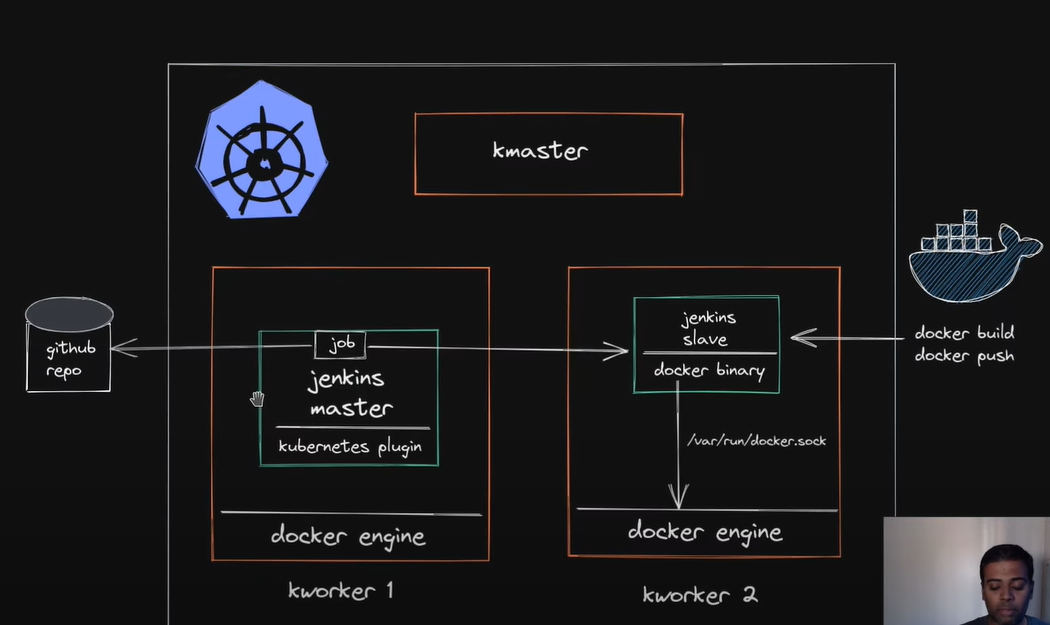 kmaster
github
repo
job
jenkins
master
kubernetes plugin
docker engine
kworker 1
jenkins
slave
docker binary
/var/run/docker.sock
docker engine
kworker 2
docker build
docker push